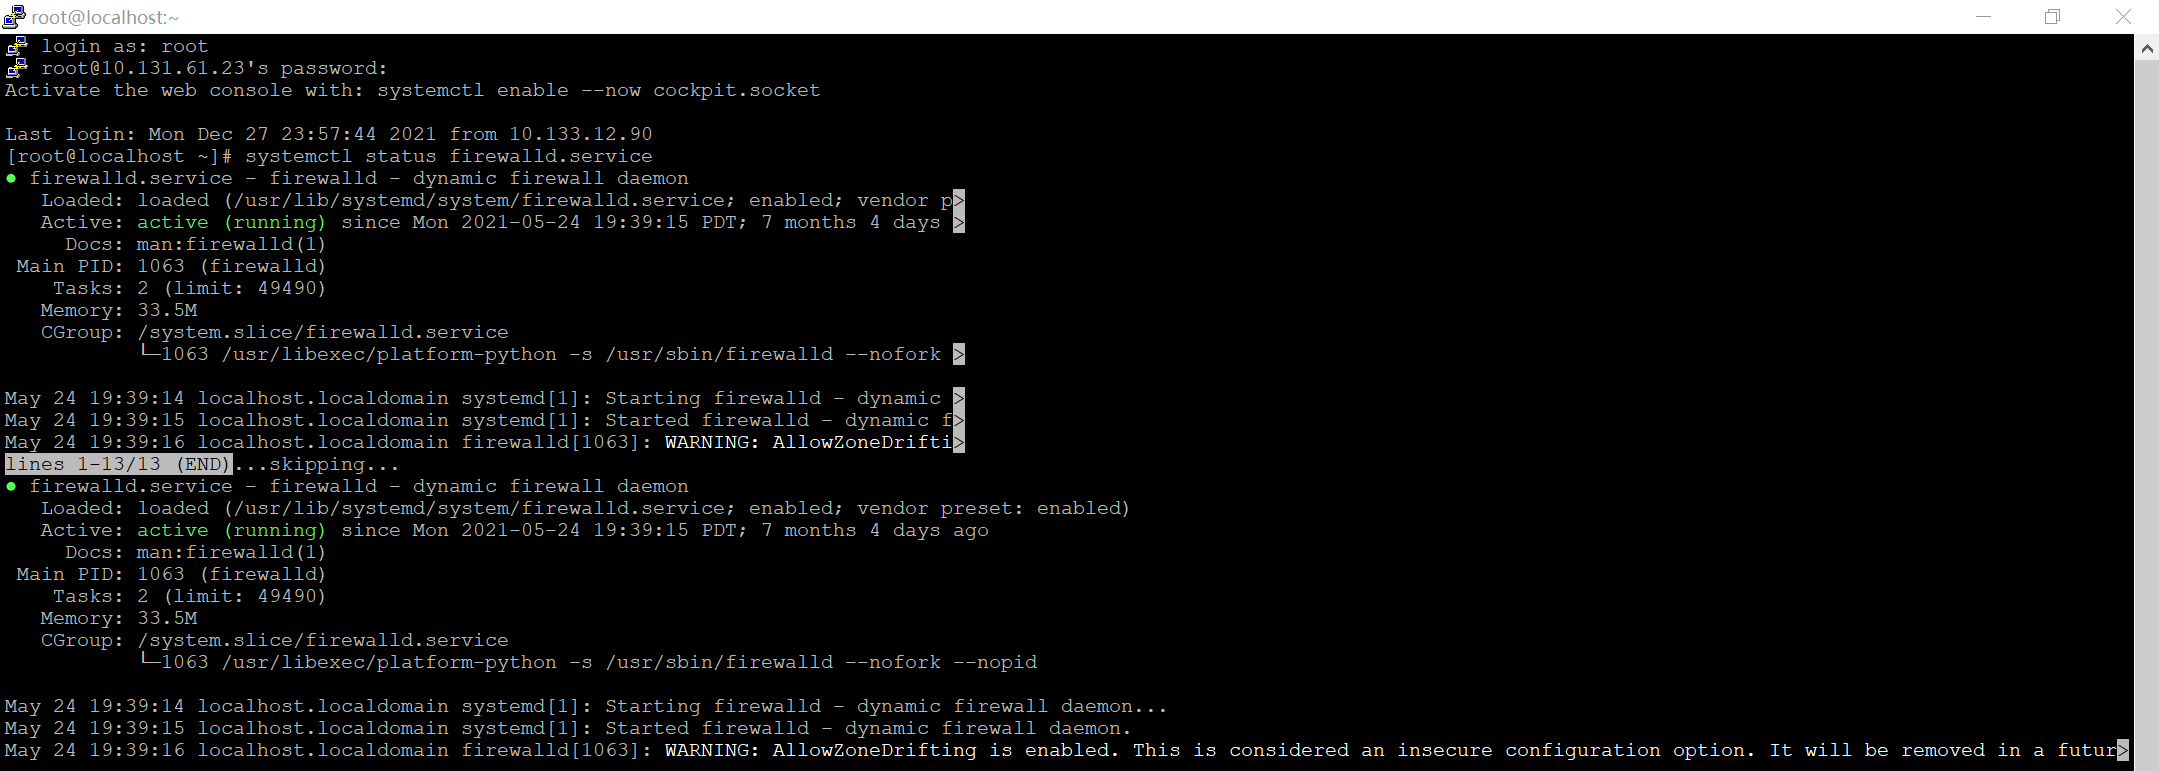 root@localhost:~
login as: root
root@10.131.61.23's password:
Activate the web console with: systemctl enable --now cockpit.socket
Last login: Mon Dec 27 23:57:44 2021 from 10.133.12.90
[root@localhost ~]# systemctl status firewalld.service
● firewalld.service - firewalld - dynamic firewall daemon
   Loaded: loaded (/usr/lib/systemd/system/firewalld.service; enabled; vendor p>
   Active: active (running) since Mon 2021-05-24 19:39:15 PDT; 7 months 4 days >
     Docs: man:firewalld(1)
 Main PID: 1063 (firewalld)
    Tasks: 2 (limit: 49490)
   Memory: 33.5M
   CGroup: /system.slice/firewalld.service
           └─1063 /usr/libexec/platform-python -s /usr/sbin/firewalld --nofork >
May 24 19:39:14 localhost.localdomain systemd[1]: Starting firewalld - dynamic >
May 24 19:39:15 localhost.localdomain systemd[1]: Started firewalld - dynamic f>
May 24 19:39:16 localhost.localdomain firewalld[1063]: WARNING: AllowZoneDrifti>
lines 1-13/13 (END)...skipping...
● firewalld.service - firewalld - dynamic firewall daemon
   Loaded: loaded (/usr/lib/systemd/system/firewalld.service; enabled; vendor preset: enabled)
   Active: active (running) since Mon 2021-05-24 19:39:15 PDT; 7 months 4 days ago
     Docs: man:firewalld(1)
 Main PID: 1063 (firewalld)
    Tasks: 2 (limit: 49490)
   Memory: 33.5M
   CGroup: /system.slice/firewalld.service
           └─1063 /usr/libexec/platform-python -s /usr/sbin/firewalld --nofork --nopid
May 24 19:39:14 localhost.localdomain systemd[1]: Starting firewalld - dynamic firewall daemon...
May 24 19:39:15 localhost.localdomain systemd[1]: Started firewalld - dynamic firewall daemon.
May 24 19:39:16 localhost.localdomain firewalld[1063]: WARNING: AllowZoneDrifting is enabled. This is considered an insecure configuration option. It will be removed in a futur>